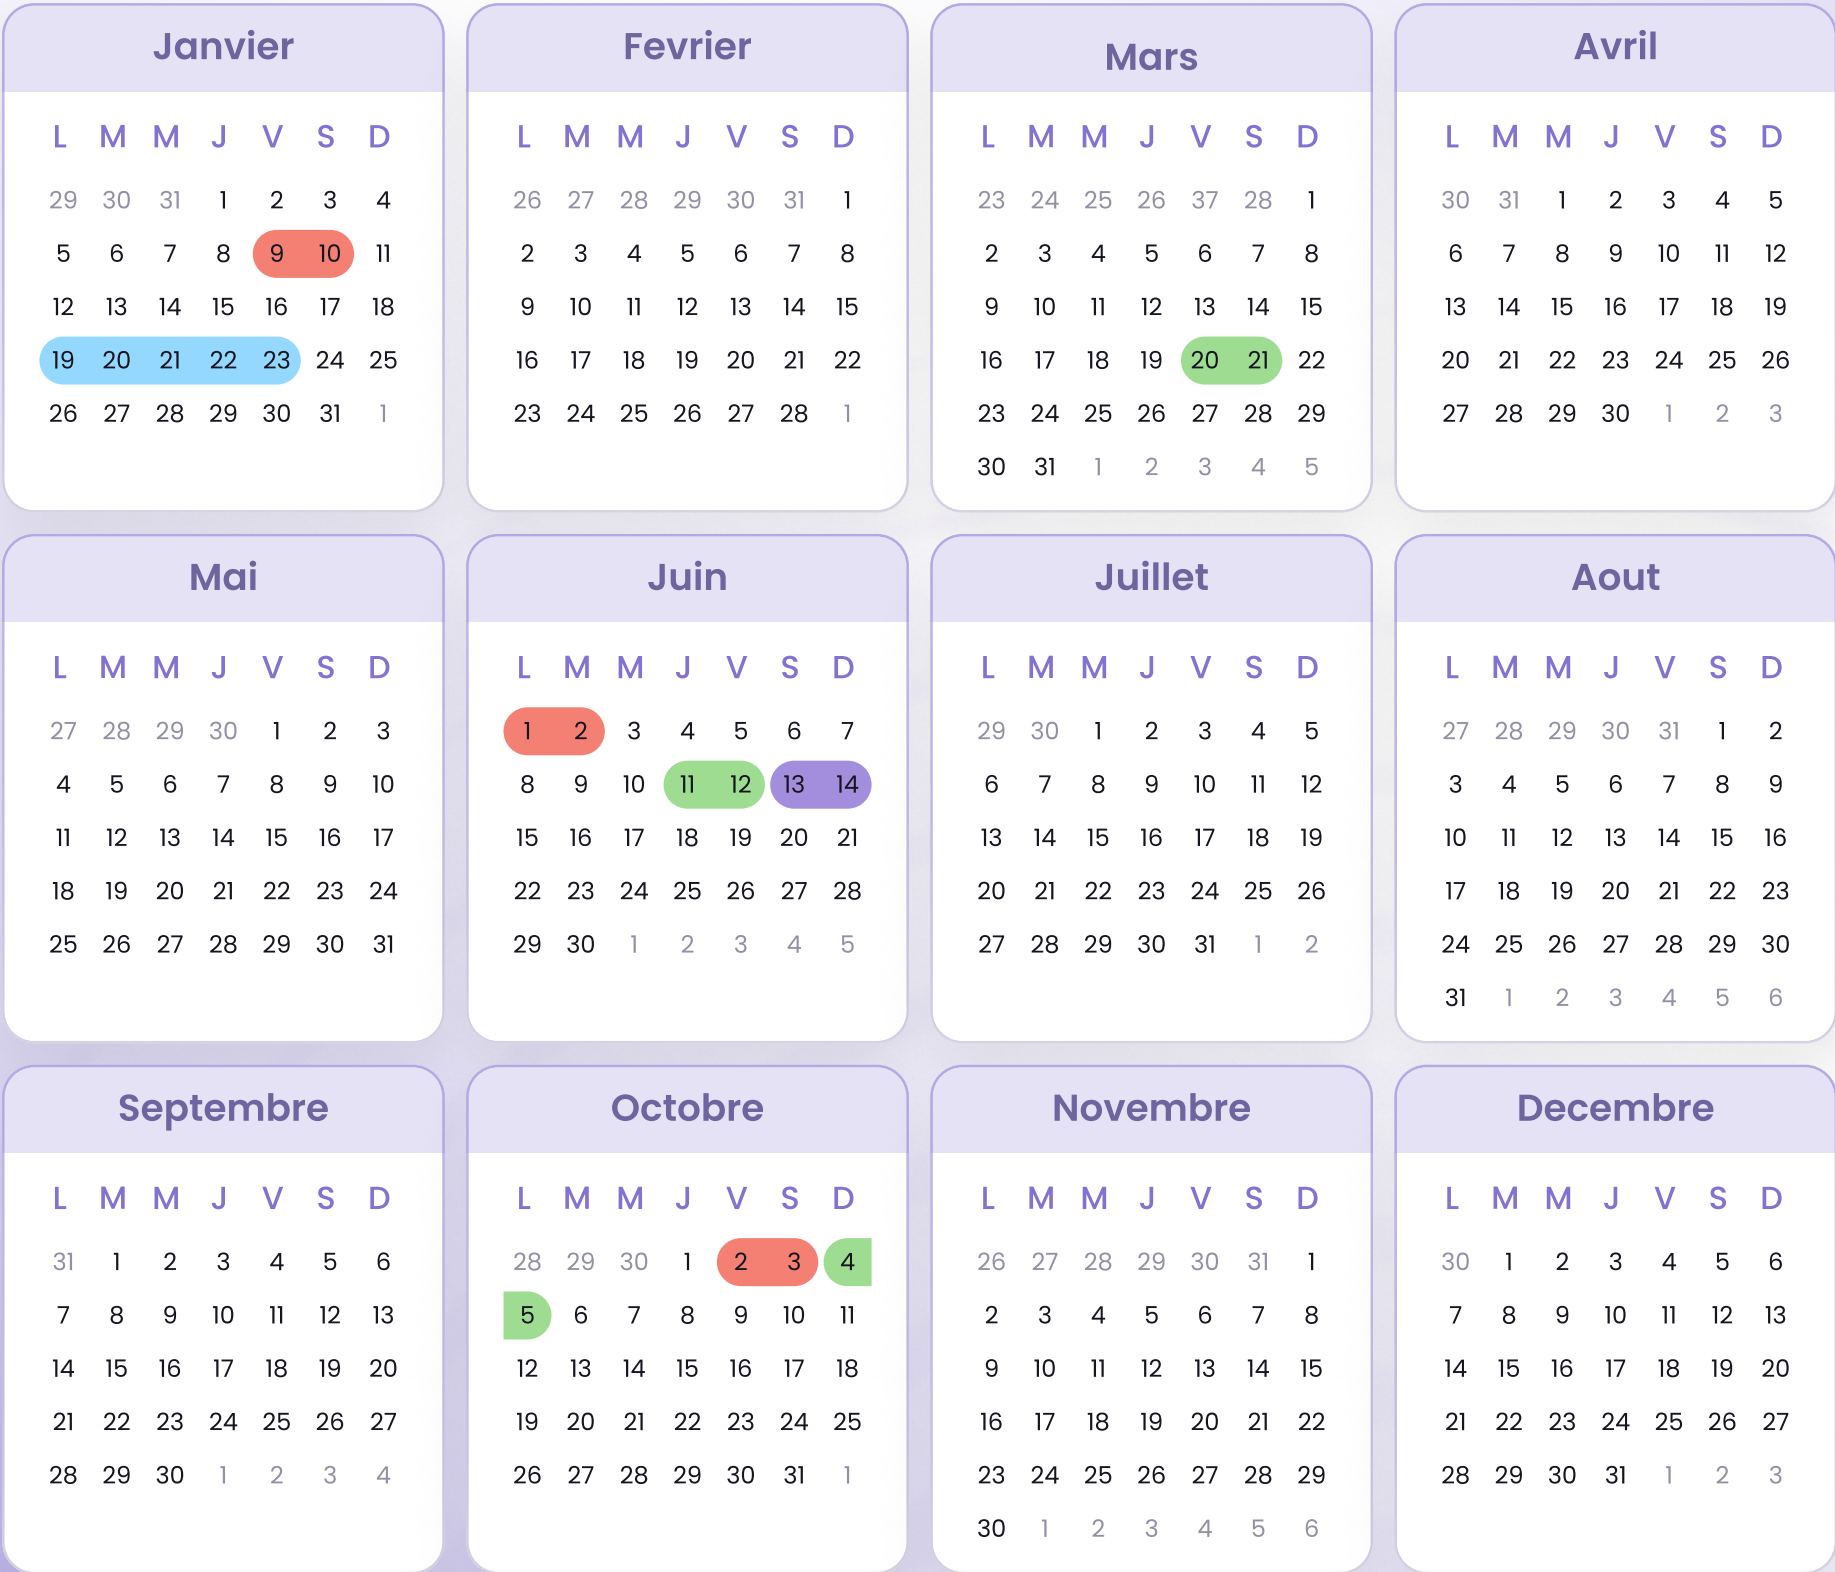 Janvier
L M M J V S D
29 30 31 1 2 3 4
5 6 7 8 9 10 11
12 13 14 15 16 17 18
19 20 21 22 23 24 25
26 27 28 29 30 31 1
Fevrier
L M M J V S D
26 27 28 29 30 31 1
2 3 4 5 6 7 8
9 10 11 12 13 14 15
16 17 18 19 20 21 22
23 24 25 26 27 28 1
Mars
L M M J V S D
23 24 25 26 37 28 1
2 3 4 5 6 7 8
9 10 11 12 13 14 15
16 17 18 19 20 21 22
23 24 25 26 27 28 29
30 31 1 2 3 4 5
Avril
L M M J V S D
30 31 1 2 3 4 5
6 7 8 9 10 11 12
13 14 15 16 17 18 19
20 21 22 23 24 25 26
27 28 29 30 1 2 3
Mai
L M M J V S D
27 28 29 30 1 2 3
4 5 6 7 8 9 10
11 12 13 14 15 16 17
18 19 20 21 22 23 24
25 26 27 28 29 30 31
Juin
L M M J V S D
1 2 3 4 5 6 7
8 9 10 11 12 13 14
15 16 17 18 19 20 21
22 23 24 25 26 27 28
29 30 1 2 3 4 5
Juillet
L M M J V S D
29 30 1 2 3 4 5
6 7 8 9 10 11 12
13 14 15 16 17 18 19
20 21 22 23 24 25 26
27 28 29 30 31 1 2
Aout
L M M J V S D
27 28 29 30 31 1 2
3 4 5 6 7 8 9
10 11 12 13 14 15 16
17 18 19 20 21 22 23
24 25 26 27 28 29 30
31 1 2 3 4 5 6
Septembre
L M M J V S D
31 1 2 3 4 5 6
7 8 9 10 11 12 13
14 15 16 17 18 19 20
21 22 23 24 25 26 27
28 29 30 1 2 3 4
Octobre
L M M J V S D
28 29 30 1 2 3 4
5 6 7 8 9 10 11
12 13 14 15 16 17 18
19 20 21 22 23 24 25
26 27 28 29 30 31 1
Novembre
L M M J V S D
26 27 28 29 30 31 1
2 3 4 5 6 7 8
9 10 11 12 13 14 15
16 17 18 19 20 21 22
23 24 25 26 27 28 29
30 1 2 3 4 5 6
Decembre
L M M J V S D
30 1 2 3 4 5 6
7 8 9 10 11 12 13
14 15 16 17 18 19 20
21 22 23 24 25 26 27
28 29 30 31 1 2 3